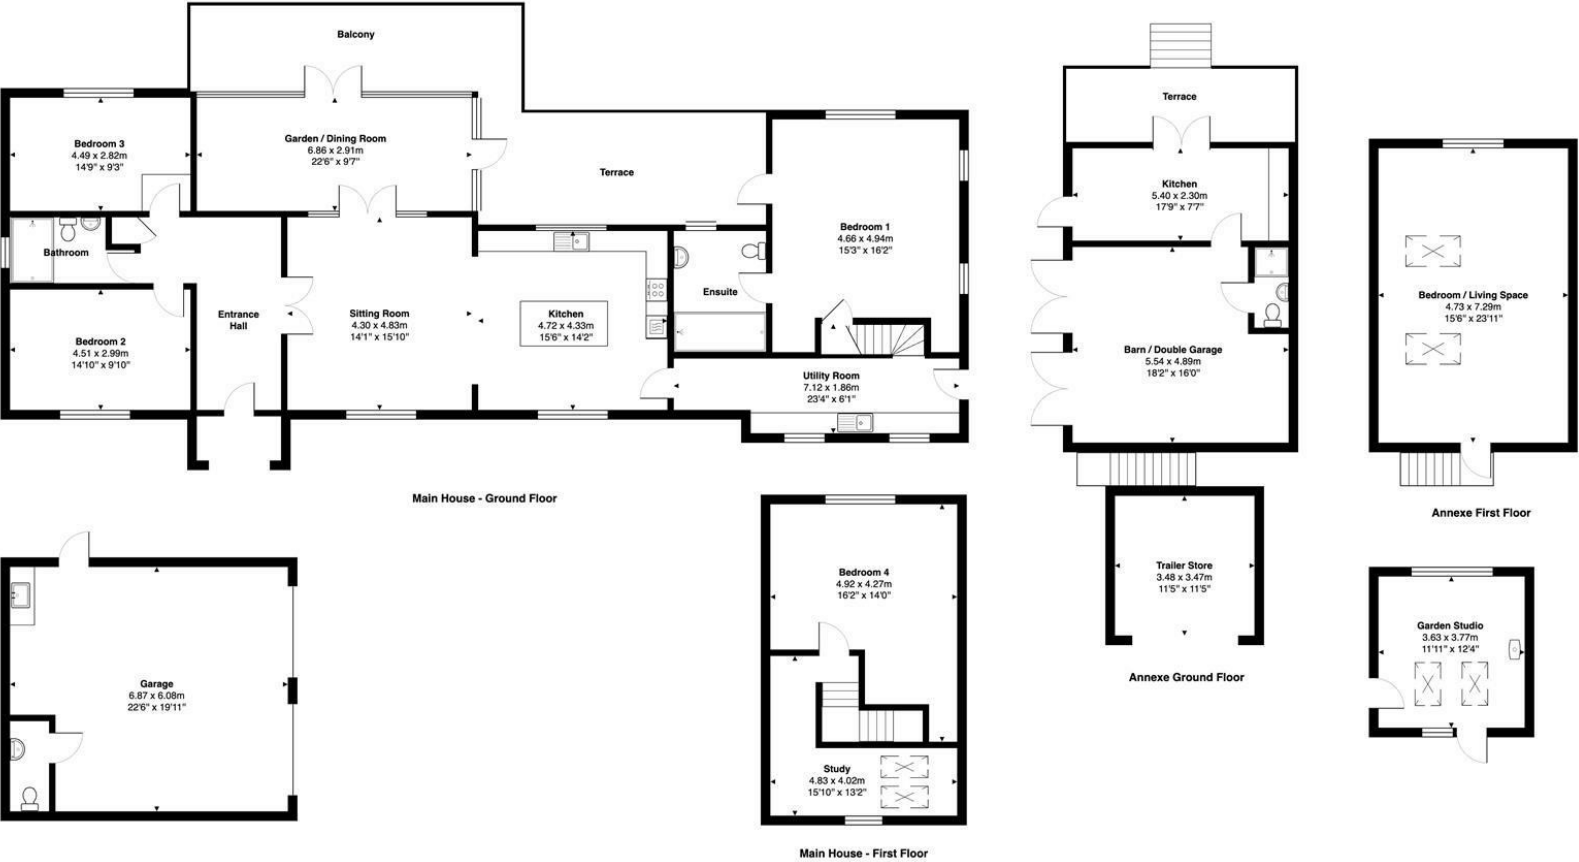 Balcony
Bedroom 3
4.49 x 2.82m
14'9" x 9'3"
Garden / Dining Room
6.86 x 2.91m
22'6" x 9'7"
Terrace
Bathroom
Bedroom 2
4.51 x 2.99m
14'10" x 9'10"
Entrance
Hall
Sitting Room
4.30 x 4.83m
14'1" x 15'10"
Kitchen
4.72 x 4.33m
15'6" x 14'2"
Ensuite
Bedroom 1
4.66 x 4.94m
15'3" x 16'2"
Utility Room
7.12 x 1.86m
23'4" x 6'1"
Main House - Ground Floor
Garage
6.87 x 6.08m
22'6" x 19'11"
Bedroom 4
4.92 x 4.27m
16'2" x 14'0"
Study
4.83 x 4.02m
15'10" x 13'2"
Main House - First Floor
Terrace
Kitchen
5.40 x 2.30m
17'9" x 7'7"
Barn / Double Garage
5.54 x 4.89m
18'2" x 16'0"
Trailer Store
3.48 x 3.47m
11'5" x 11'5"
Annexe Ground Floor
Bedroom / Living Space
4.73 x 7.29m
15'6" x 23'11"
Annexe First Floor
Garden Studio
3.63 x 3.77m
11'11" x 12'4"